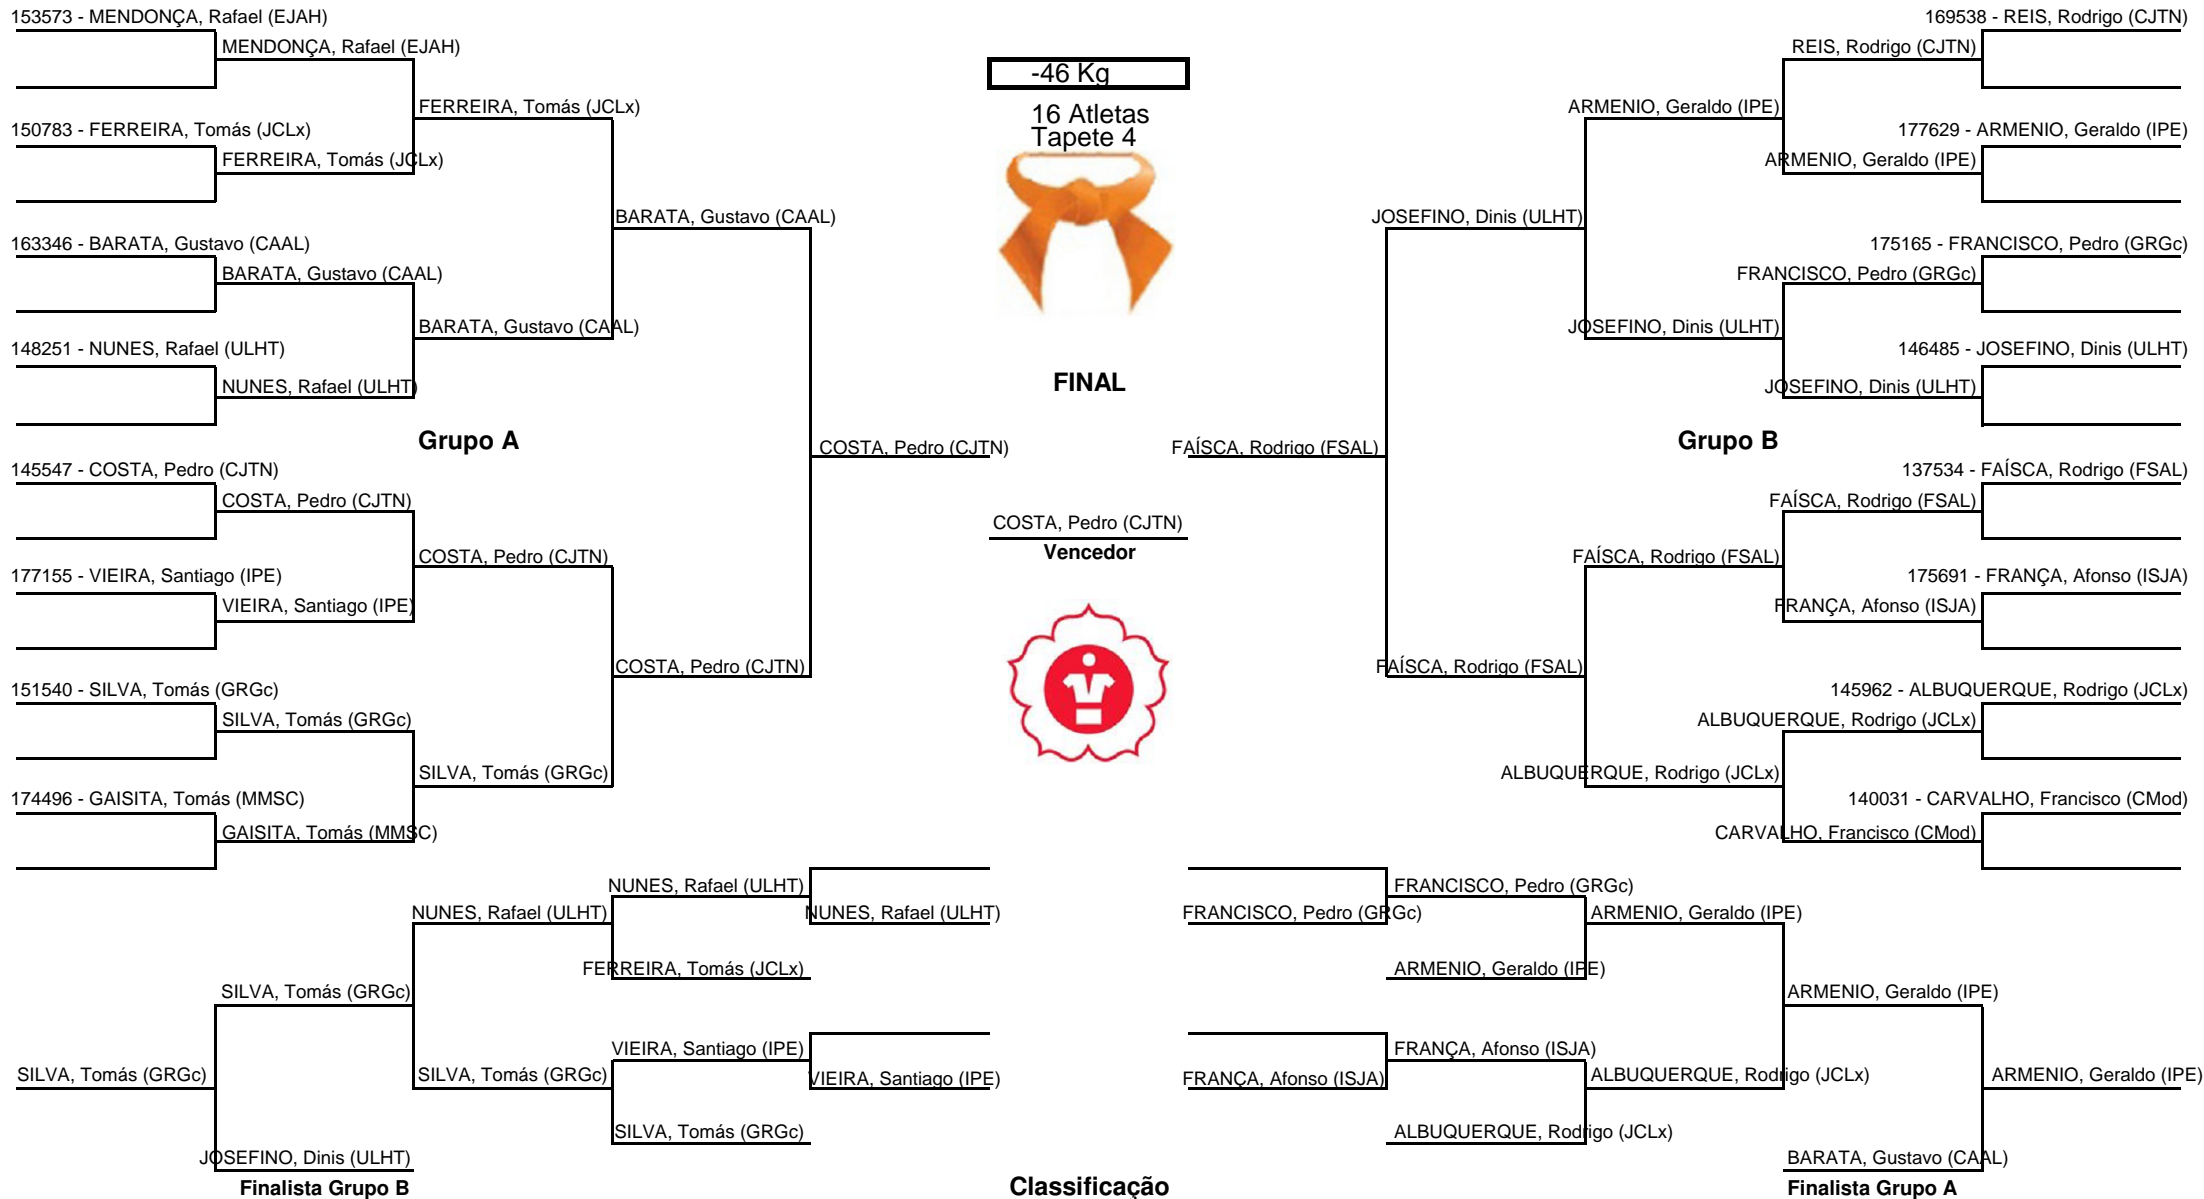 153573 - MENDONÇA, Rafael (EJAH)
MENDONÇA, Rafael (EJAH)
FERREIRA, Tomás (JCLx)
150783 - FERREIRA, Tomás (JCLx)
FERREIRA, Tomás (JCLx)
BARATA, Gustavo (CAAL)
163346 - BARATA, Gustavo (CAAL)
BARATA, Gustavo (CAAL)
BARATA, Gustavo (CAAL)
148251 - NUNES, Rafael (ULHT)
NUNES, Rafael (ULHT)
Grupo A
COSTA, Pedro (CJTN)
145547 - COSTA, Pedro (CJTN)
COSTA, Pedro (CJTN)
COSTA, Pedro (CJTN)
177155 - VIEIRA, Santiago (IPE)
VIEIRA, Santiago (IPE)
COSTA, Pedro (CJTN)
151540 - SILVA, Tomás (GRGc)
SILVA, Tomás (GRGc)
SILVA, Tomás (GRGc)
174496 - GAISITA, Tomás (MMSC)
GAISITA, Tomás (MMSC)
-46 Kg
16 Atletas
Tapete 4
FINAL
COSTA, Pedro (CJTN)
Vencedor
169538 - REIS, Rodrigo (CJTN)
REIS, Rodrigo (CJTN)
ARMENIO, Geraldo (IPE)
177629 - ARMENIO, Geraldo (IPE)
ARMENIO, Geraldo (IPE)
JOSEFINO, Dinis (ULHT)
175165 - FRANCISCO, Pedro (GRGc)
FRANCISCO, Pedro (GRGc)
JOSEFINO, Dinis (ULHT)
146485 - JOSEFINO, Dinis (ULHT)
JOSEFINO, Dinis (ULHT)
Grupo B
FAÍSCA, Rodrigo (FSAL)
137534 - FAÍSCA, Rodrigo (FSAL)
FAÍSCA, Rodrigo (FSAL)
FAÍSCA, Rodrigo (FSAL)
175691 - FRANÇA, Afonso (ISJA)
FRANÇA, Afonso (ISJA)
FAÍSCA, Rodrigo (FSAL)
145962 - ALBUQUERQUE, Rodrigo (JCLx)
ALBUQUERQUE, Rodrigo (JCLx)
ALBUQUERQUE, Rodrigo (JCLx)
140031 - CARVALHO, Francisco (CMod)
CARVALHO, Francisco (CMod)
NUNES, Rafael (ULHT)
NUNES, Rafael (ULHT)
NUNES, Rafael (ULHT)
FERREIRA, Tomás (JCLx)
SILVA, Tomás (GRGc)
VIEIRA, Santiago (IPE)
SILVA, Tomás (GRGc)
SILVA, Tomás (GRGc)
VIEIRA, Santiago (IPE)
SILVA, Tomás (GRGc)
JOSEFINO, Dinis (ULHT)
Finalista Grupo B
Classificação
FRANCISCO, Pedro (GRGc)
FRANCISCO, Pedro (GRGc)
ARMENIO, Geraldo (IPE)
ARMENIO, Geraldo (IPE)
ARMENIO, Geraldo (IPE)
FRANÇA, Afonso (ISJA)
FRANÇA, Afonso (ISJA)
ALBUQUERQUE, Rodrigo (JCLx)
ARMENIO, Geraldo (IPE)
ALBUQUERQUE, Rodrigo (JCLx)
BARATA, Gustavo (CAAL)
Finalista Grupo A